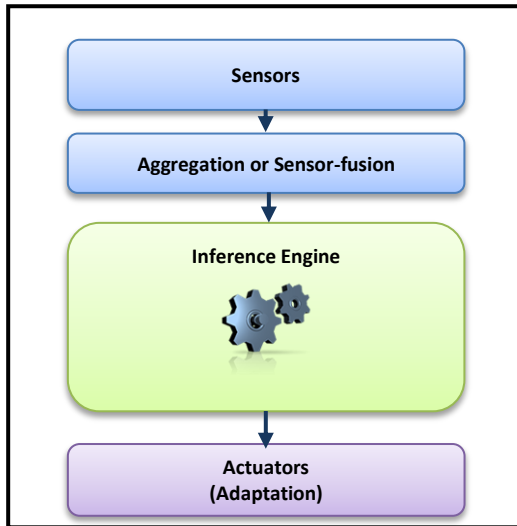 Sensors
Aggregation or Sensor-fusion
Inference Engine
Actuators
(Adaptation)